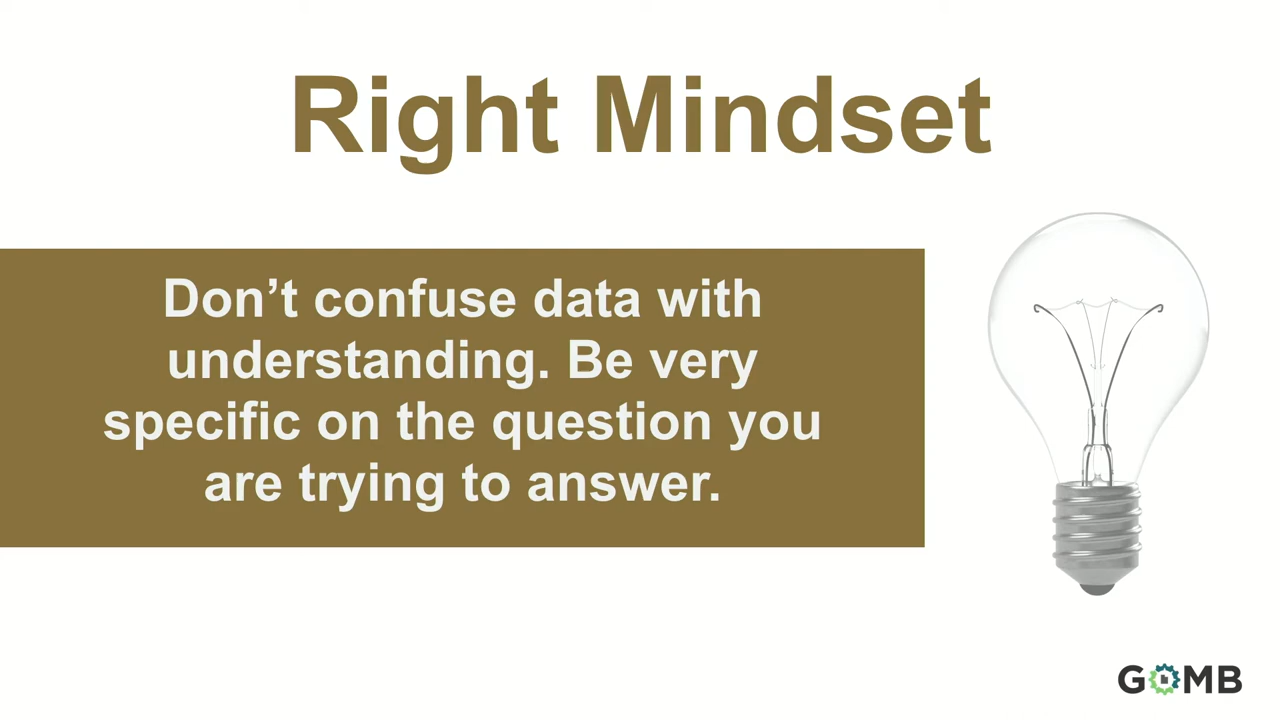 Right Mindset
Don’t confuse data with
understanding. Be very
specific on the question you
are trying to answer.
GOMB